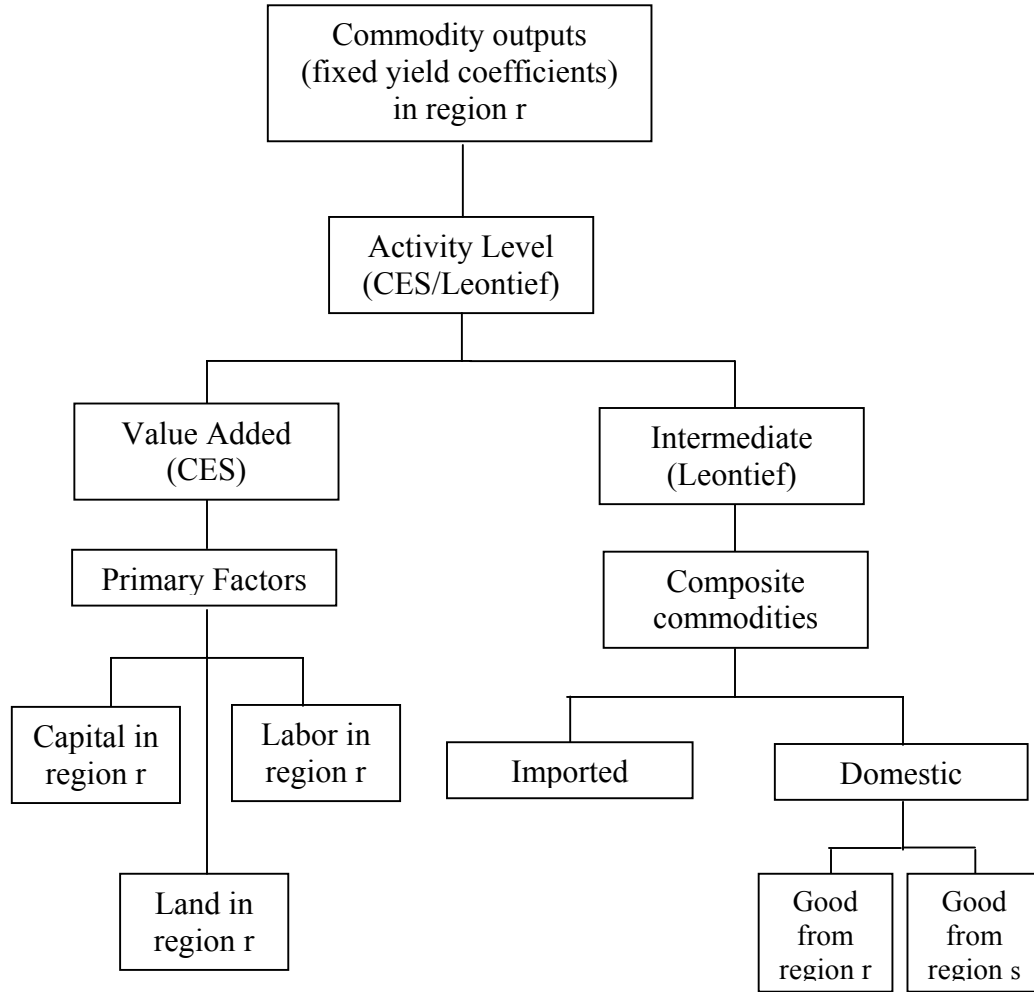 Commodity outputs
(fixed yield coefficients)
in region r
Activity Level
(CES/Leontief)
Value Added
(CES)
Intermediate
(Leontief)
Primary Factors
Composite
commodities
Capital in
region r
Labor in
region r
Imported
Domestic
Land in
region r
Good
from
region r
Good
from
region s